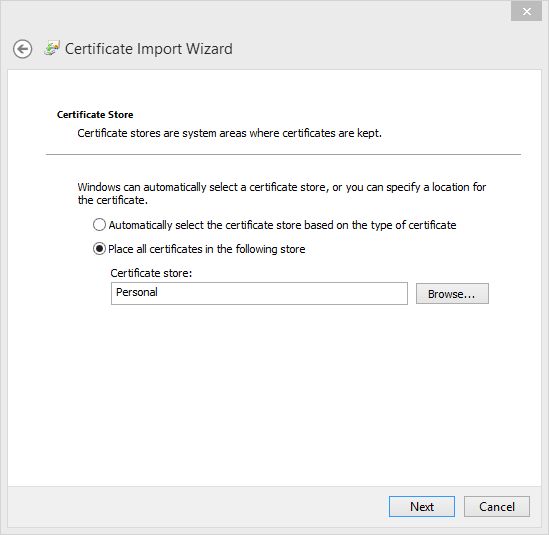 Certificate Import Wizard
Certificate Store
Certificate stores are system areas where certificates are kept.
Windows can automatically select a certificate store, or you can specify a location for
the certificate.
Automatically select the certificate store based on the type of certificate
Place all certificates in the following store
Certificate store:
Personal
Browse...
Next
Cancel